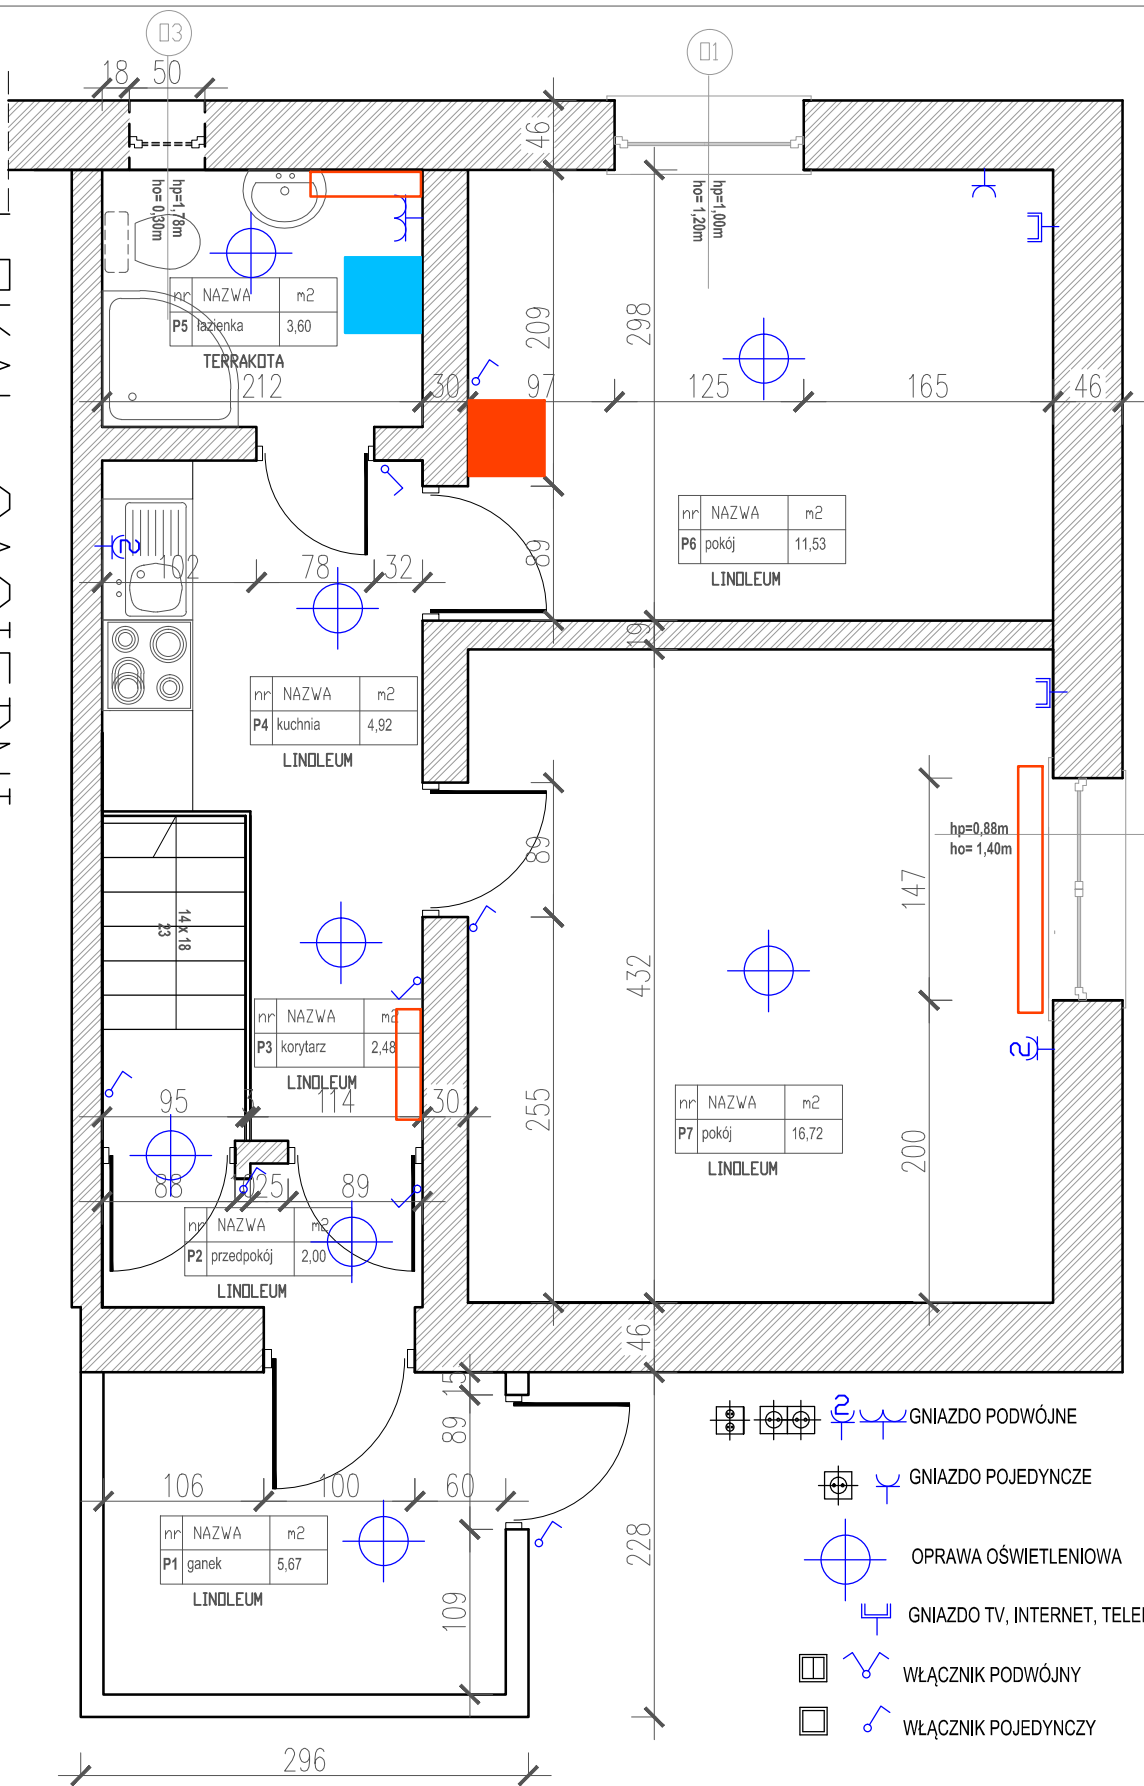 ▯3
▯1
18 50
46
hp=1,78m
ho= 0,30m
hp=1,00m
ho= 1,20m
nr NAZWA m2
P5 łazienka 3,60
TERRAKOTA
209
298
212 30 97 125 165 46
nr NAZWA m2
P6 pokój 11,53
LINOLEUM
2
102 78 32
89
19
nr NAZWA m2
P4 kuchnia 4,92
LINOLEUM
hp=0,88m
ho= 1,40m
89
147
14 x 18
23
432
nr NAZWA m2
P3 korytarz 2,48
LINOLEUM
2
95 114 30
255
nr NAZWA m2
P7 pokój 16,72
LINOLEUM
200
88 25 89
nr NAZWA m2
P2 przedpokój 2,00
LINOLEUM
46
15
89
2 GNIAZDO PODWÓJNE
GNIAZDO POJEDYNCZE
106 100 60
nr NAZWA m2
P1 ganek 5,67
LINOLEUM
228
109
OPRAWA OŚWIETLENIOWA
GNIAZDO TV, INTERNET,
WŁĄCZNIK PODWÓJNY
WŁĄCZNIK POJEDYNCZY
296